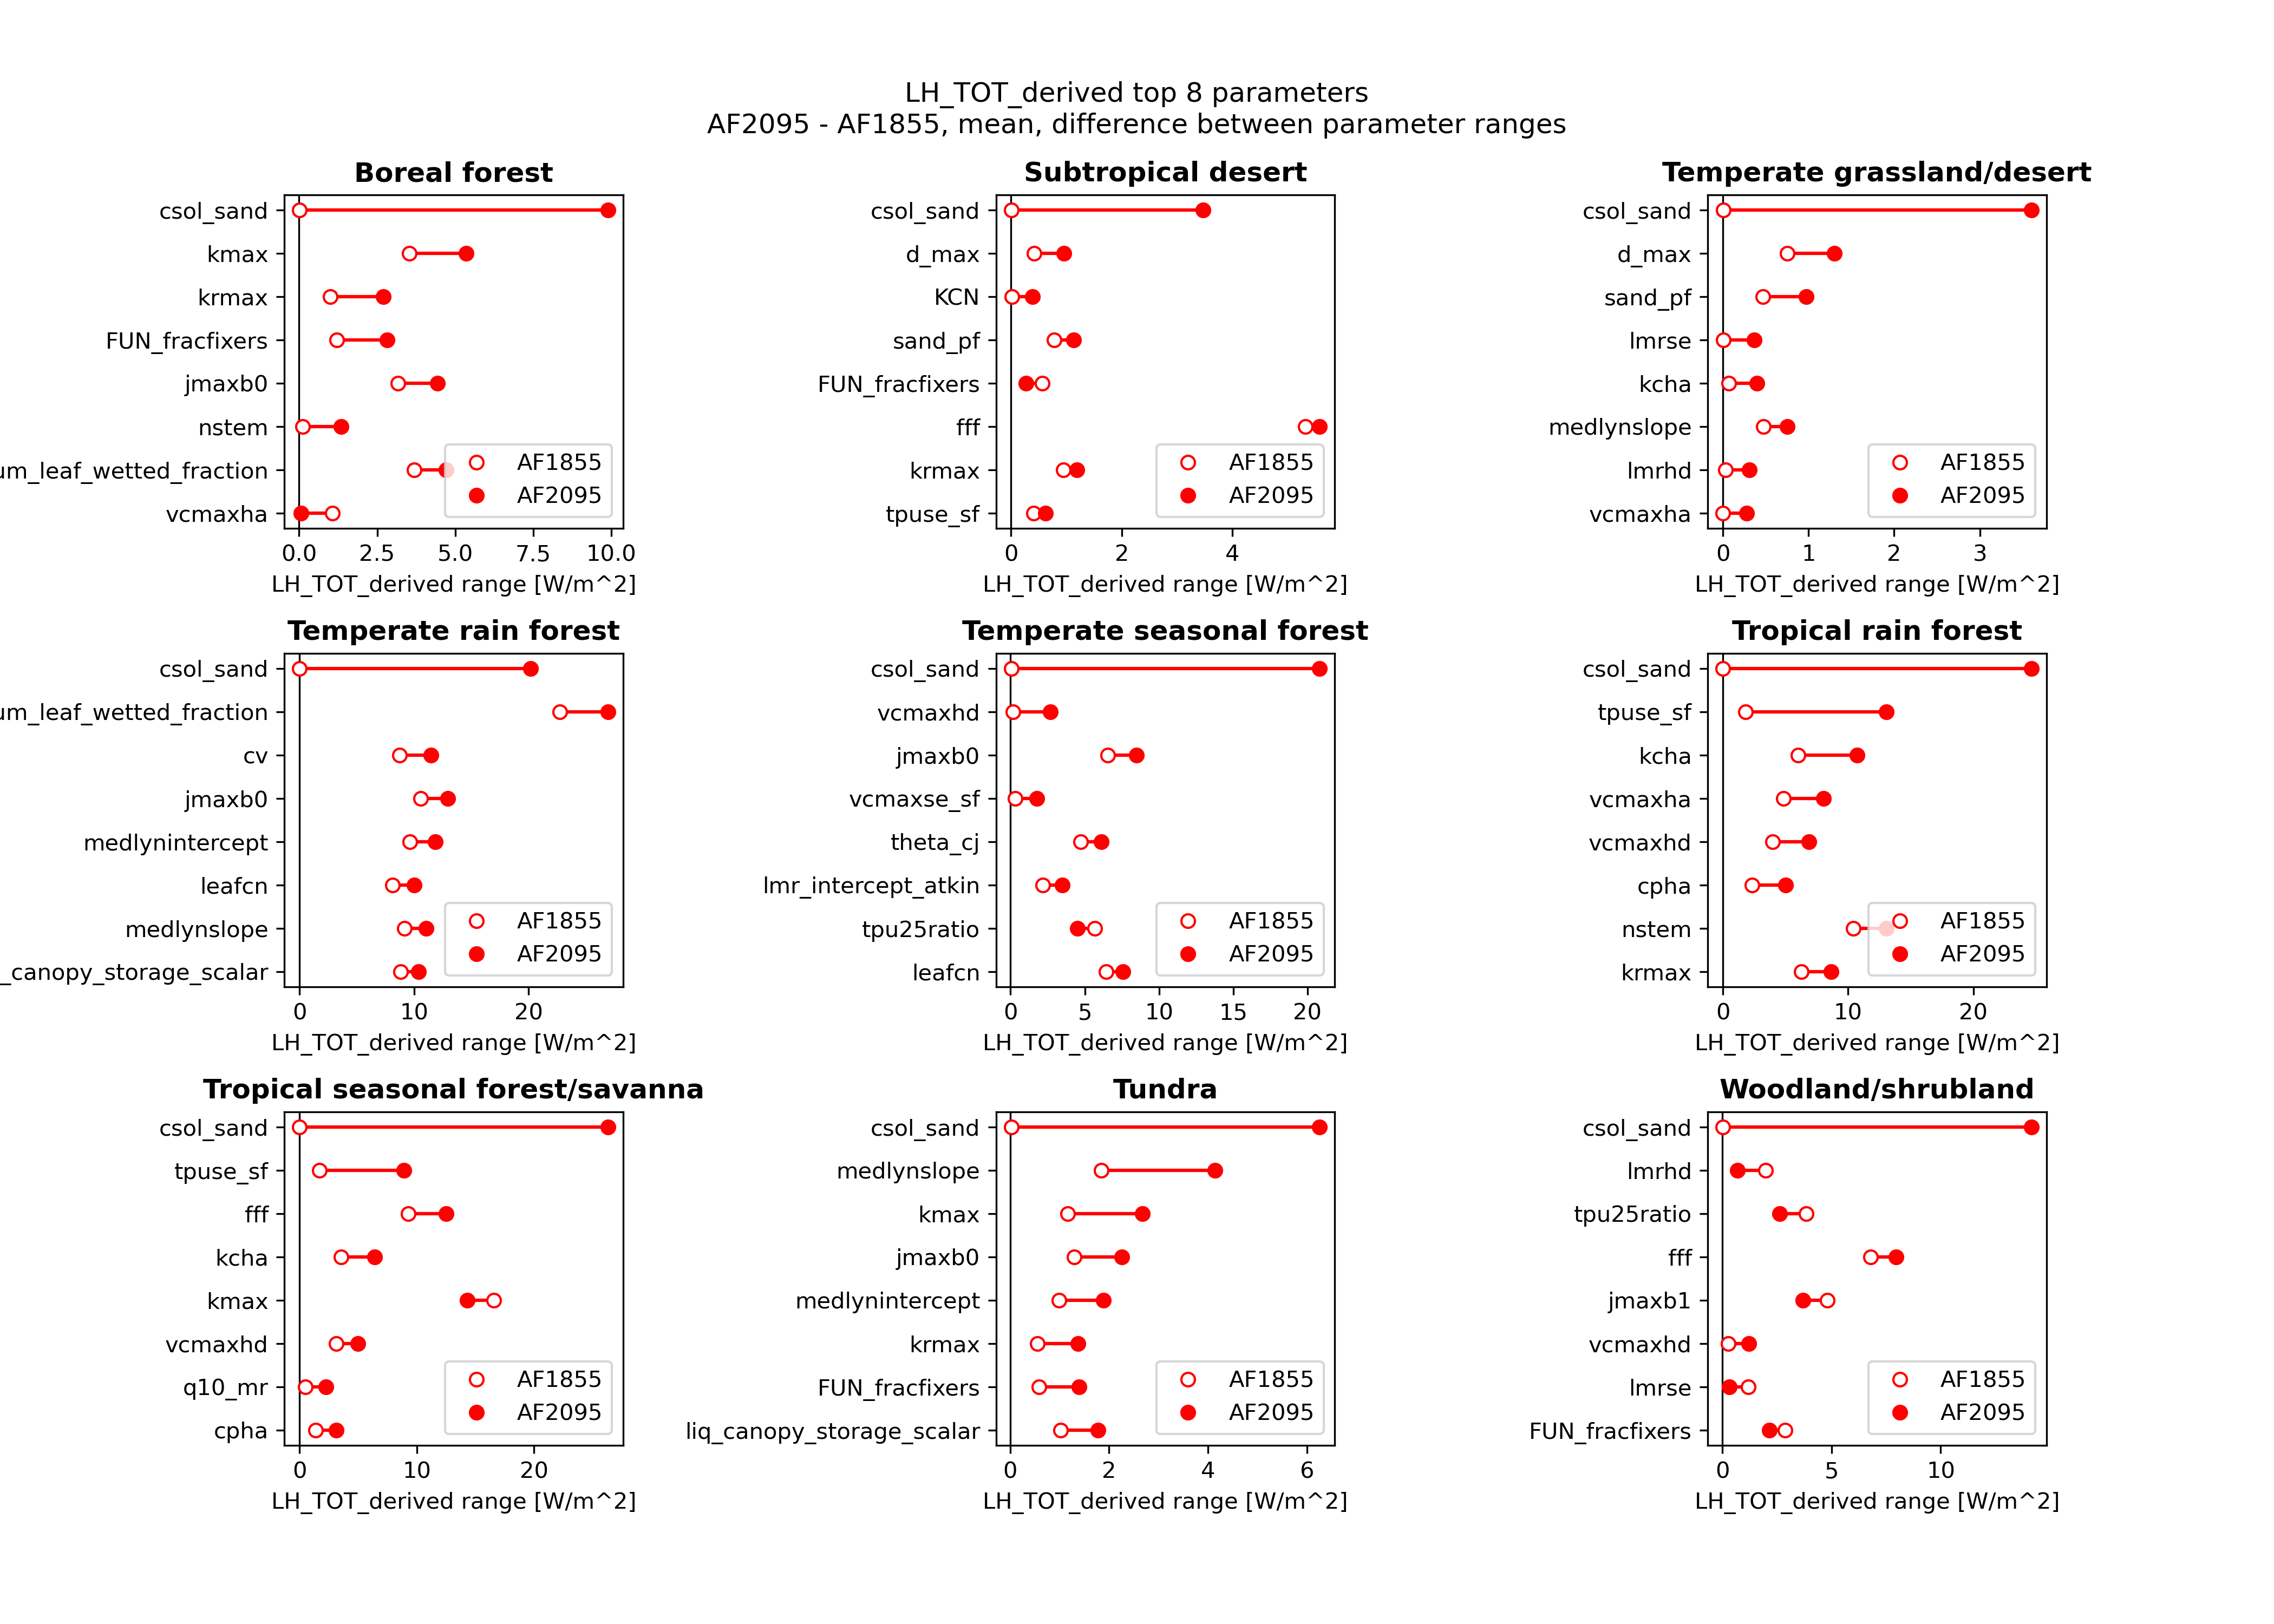 LH_TOT_derived top 8 parameters
AF2095 - AF1855, mean, difference between parameter ranges
Boreal forest
csol_sand
kmax
krmax
FUN_fracfixers
jmaxb0
nstem
um_leaf_wetted_fraction
vcmaxha
AF1855
AF2095
0.0 2.5 5.0 7.5 10.0
LH_TOT_derived range [W/m^2]
Subtropical desert
csol_sand
d_max
KCN
sand_pf
FUN_fracfixers
fff
krmax
tpuse_sf
AF1855
AF2095
0 2 4
LH_TOT_derived range [W/m^2]
Temperate grassland/desert
csol_sand
d_max
sand_pf
lmrse
kcha
medlynslope
lmrhd
vcmaxha
AF1855
AF2095
0 1 2 3
LH_TOT_derived range [W/m^2]
Temperate rain forest
csol_sand
um_leaf_wetted_fraction
cv
jmaxb0
medlynintercept
leafcn
medlynslope
_canopy_storage_scalar
AF1855
AF2095
0 10 20
LH_TOT_derived range [W/m^2]
Temperate seasonal forest
csol_sand
vcmaxhd
jmaxb0
vcmaxse_sf
theta_cj
lmr_intercept_atkin
tpu25ratio
leafcn
AF1855
AF2095
0 5 10 15 20
LH_TOT_derived range [W/m^2]
Tropical rain forest
csol_sand
tpuse_sf
kcha
vcmaxha
vcmaxhd
cpha
nstem
krmax
AF1855
AF2095
0 10 20
LH_TOT_derived range [W/m^2]
Tropical seasonal forest/savanna
csol_sand
tpuse_sf
fff
kcha
kmax
vcmaxhd
q10_mr
cpha
AF1855
AF2095
0 10 20
LH_TOT_derived range [W/m^2]
Tundra
csol_sand
medlynslope
kmax
jmaxb0
medlynintercept
krmax
FUN_fracfixers
liq_canopy_storage_scalar
AF1855
AF2095
0 2 4 6
LH_TOT_derived range [W/m^2]
Woodland/shrubland
csol_sand
lmrhd
tpu25ratio
fff
jmaxb1
vcmaxhd
lmrse
FUN_fracfixers
AF1855
AF2095
0 5 10
LH_TOT_derived range [W/m^2]